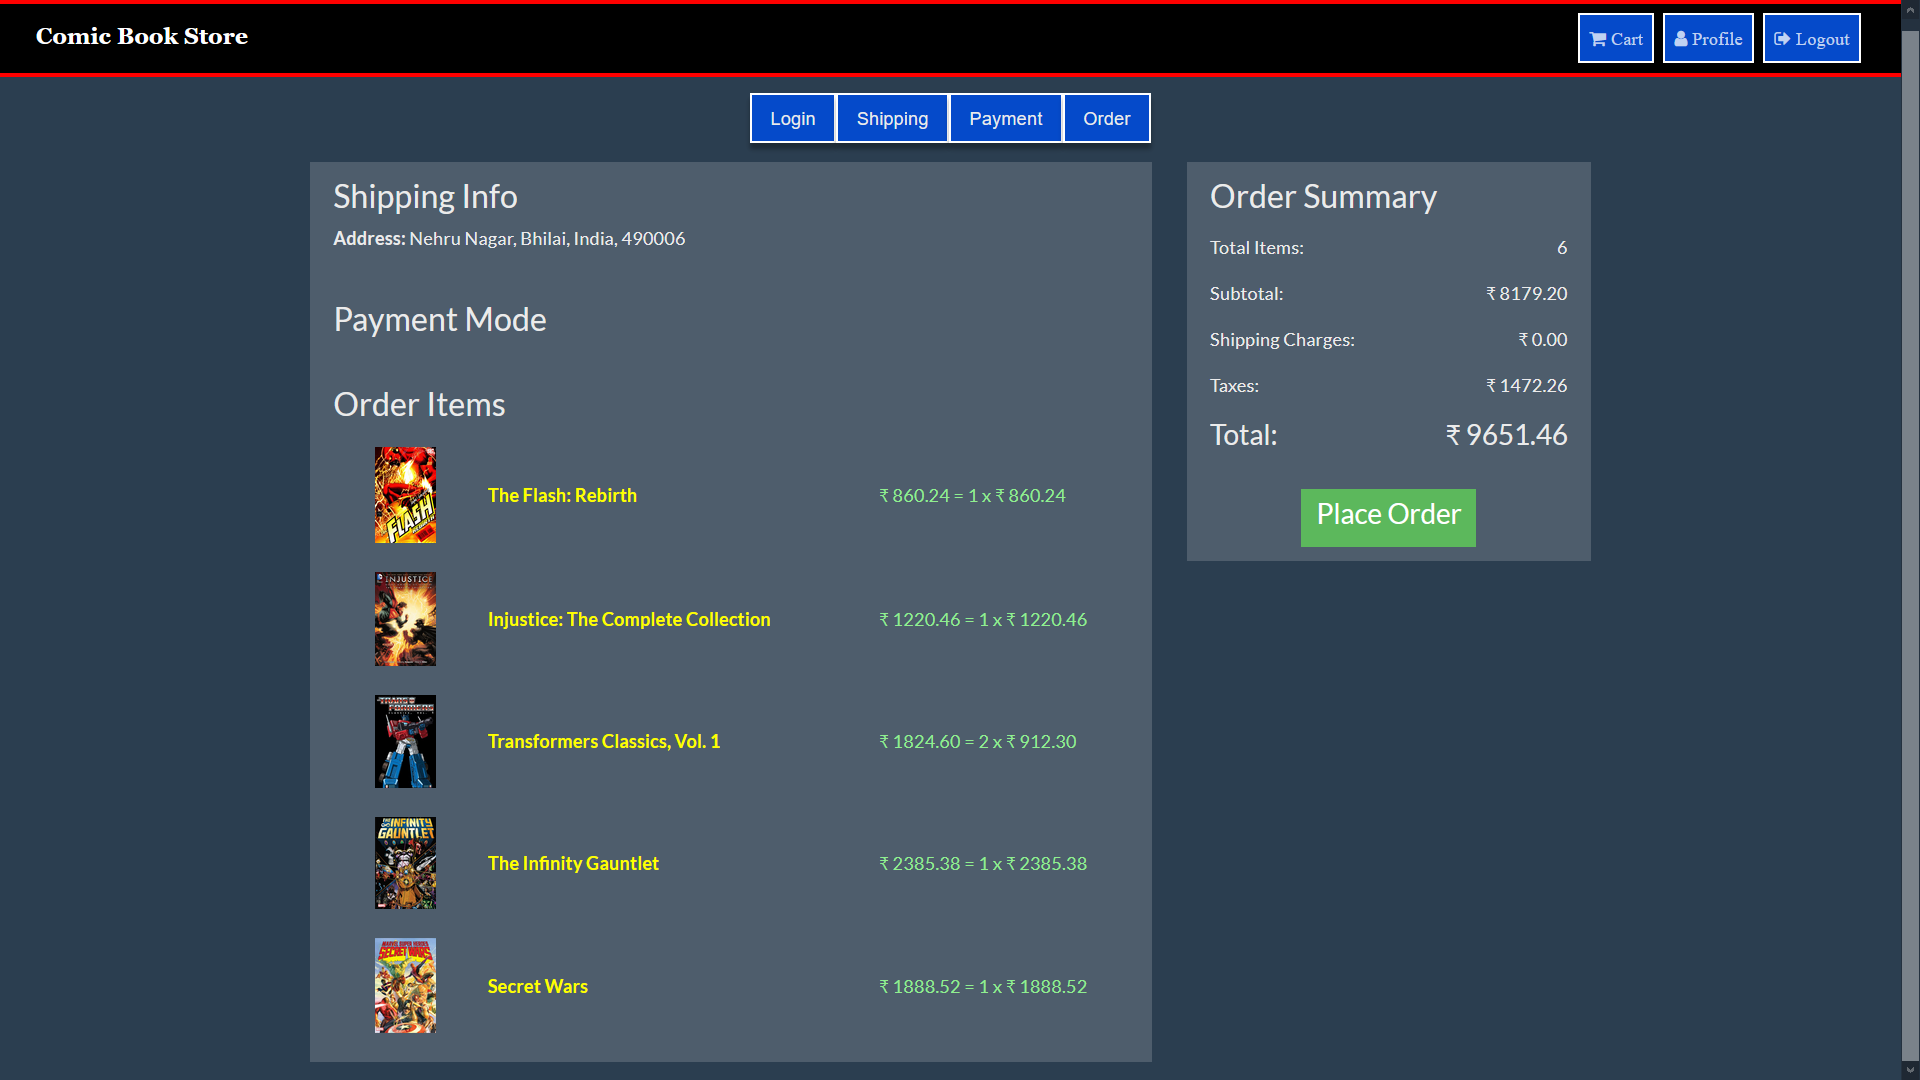 Comic Book Store
Cart
Profile
Logout
Login
Shipping
Payment
Order
Shipping Info
Address: Nehru Nagar, Bhilai, India, 490006
Payment Mode
Order Items
FLASH
The Flash: Rebirth
₹ 860.24 = 1 x ₹ 860.24
INJUSTICE
Injustice: The Complete Collection
₹ 1220.46 = 1 x ₹ 1220.46
TRANSFORMERS
Transformers Classics, Vol. 1
₹ 1824.60 = 2 x ₹ 912.30
THE INFINITY
GAUNTLET
The Infinity Gauntlet
₹ 2385.38 = 1 x ₹ 2385.38
MARVEL SUPER HEROES
SECRET WARS
Secret Wars
₹ 1888.52 = 1 x ₹ 1888.52
Order Summary
Total Items: 6
Subtotal: ₹ 8179.20
Shipping Charges: ₹ 0.00
Taxes: ₹ 1472.26
Total: ₹ 9651.46
Place Order